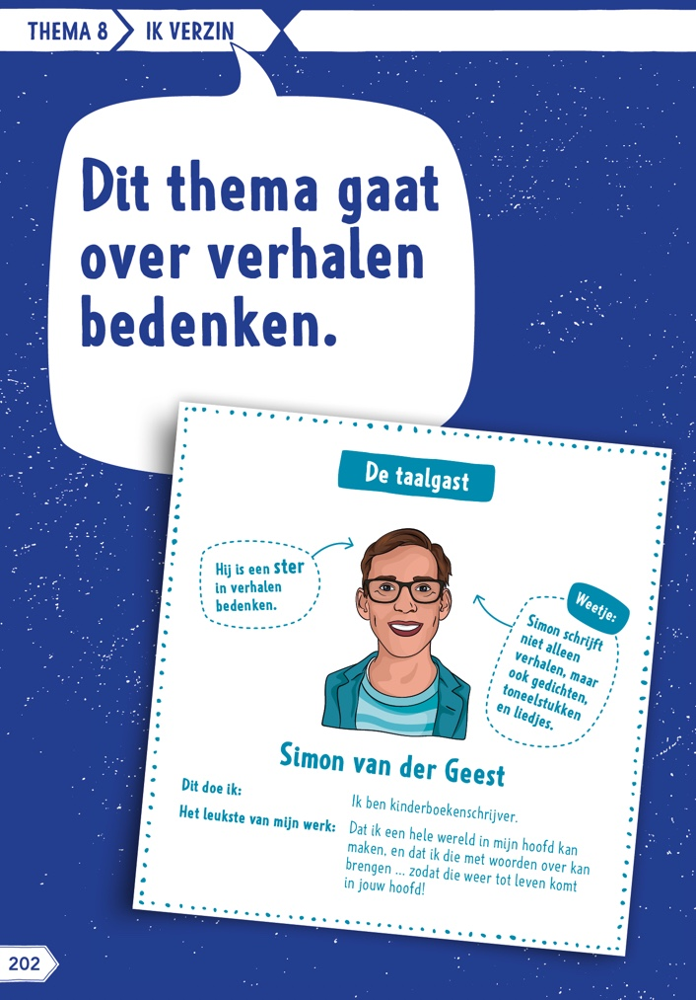 THEMA 8 IK VERZIN
Dit thema gaat
over verhalen
bedenken.
De taalgast
Hij is een ster
in verhalen
bedenken.
Weetje:
Simon schrijft
niet alleen
verhalen, maar
ook gedichten,
toneelstukken
en liedjes.
Simon van der Geest
Dit doe ik:
Ik ben kinderboekenschrijver.
Het leukste van mijn werk:
Dat ik een hele wereld in mijn hoofd kan
maken, en dat ik die met woorden over kan
brengen ... zodat die weer tot leven komt
in jouw hoofd!
202